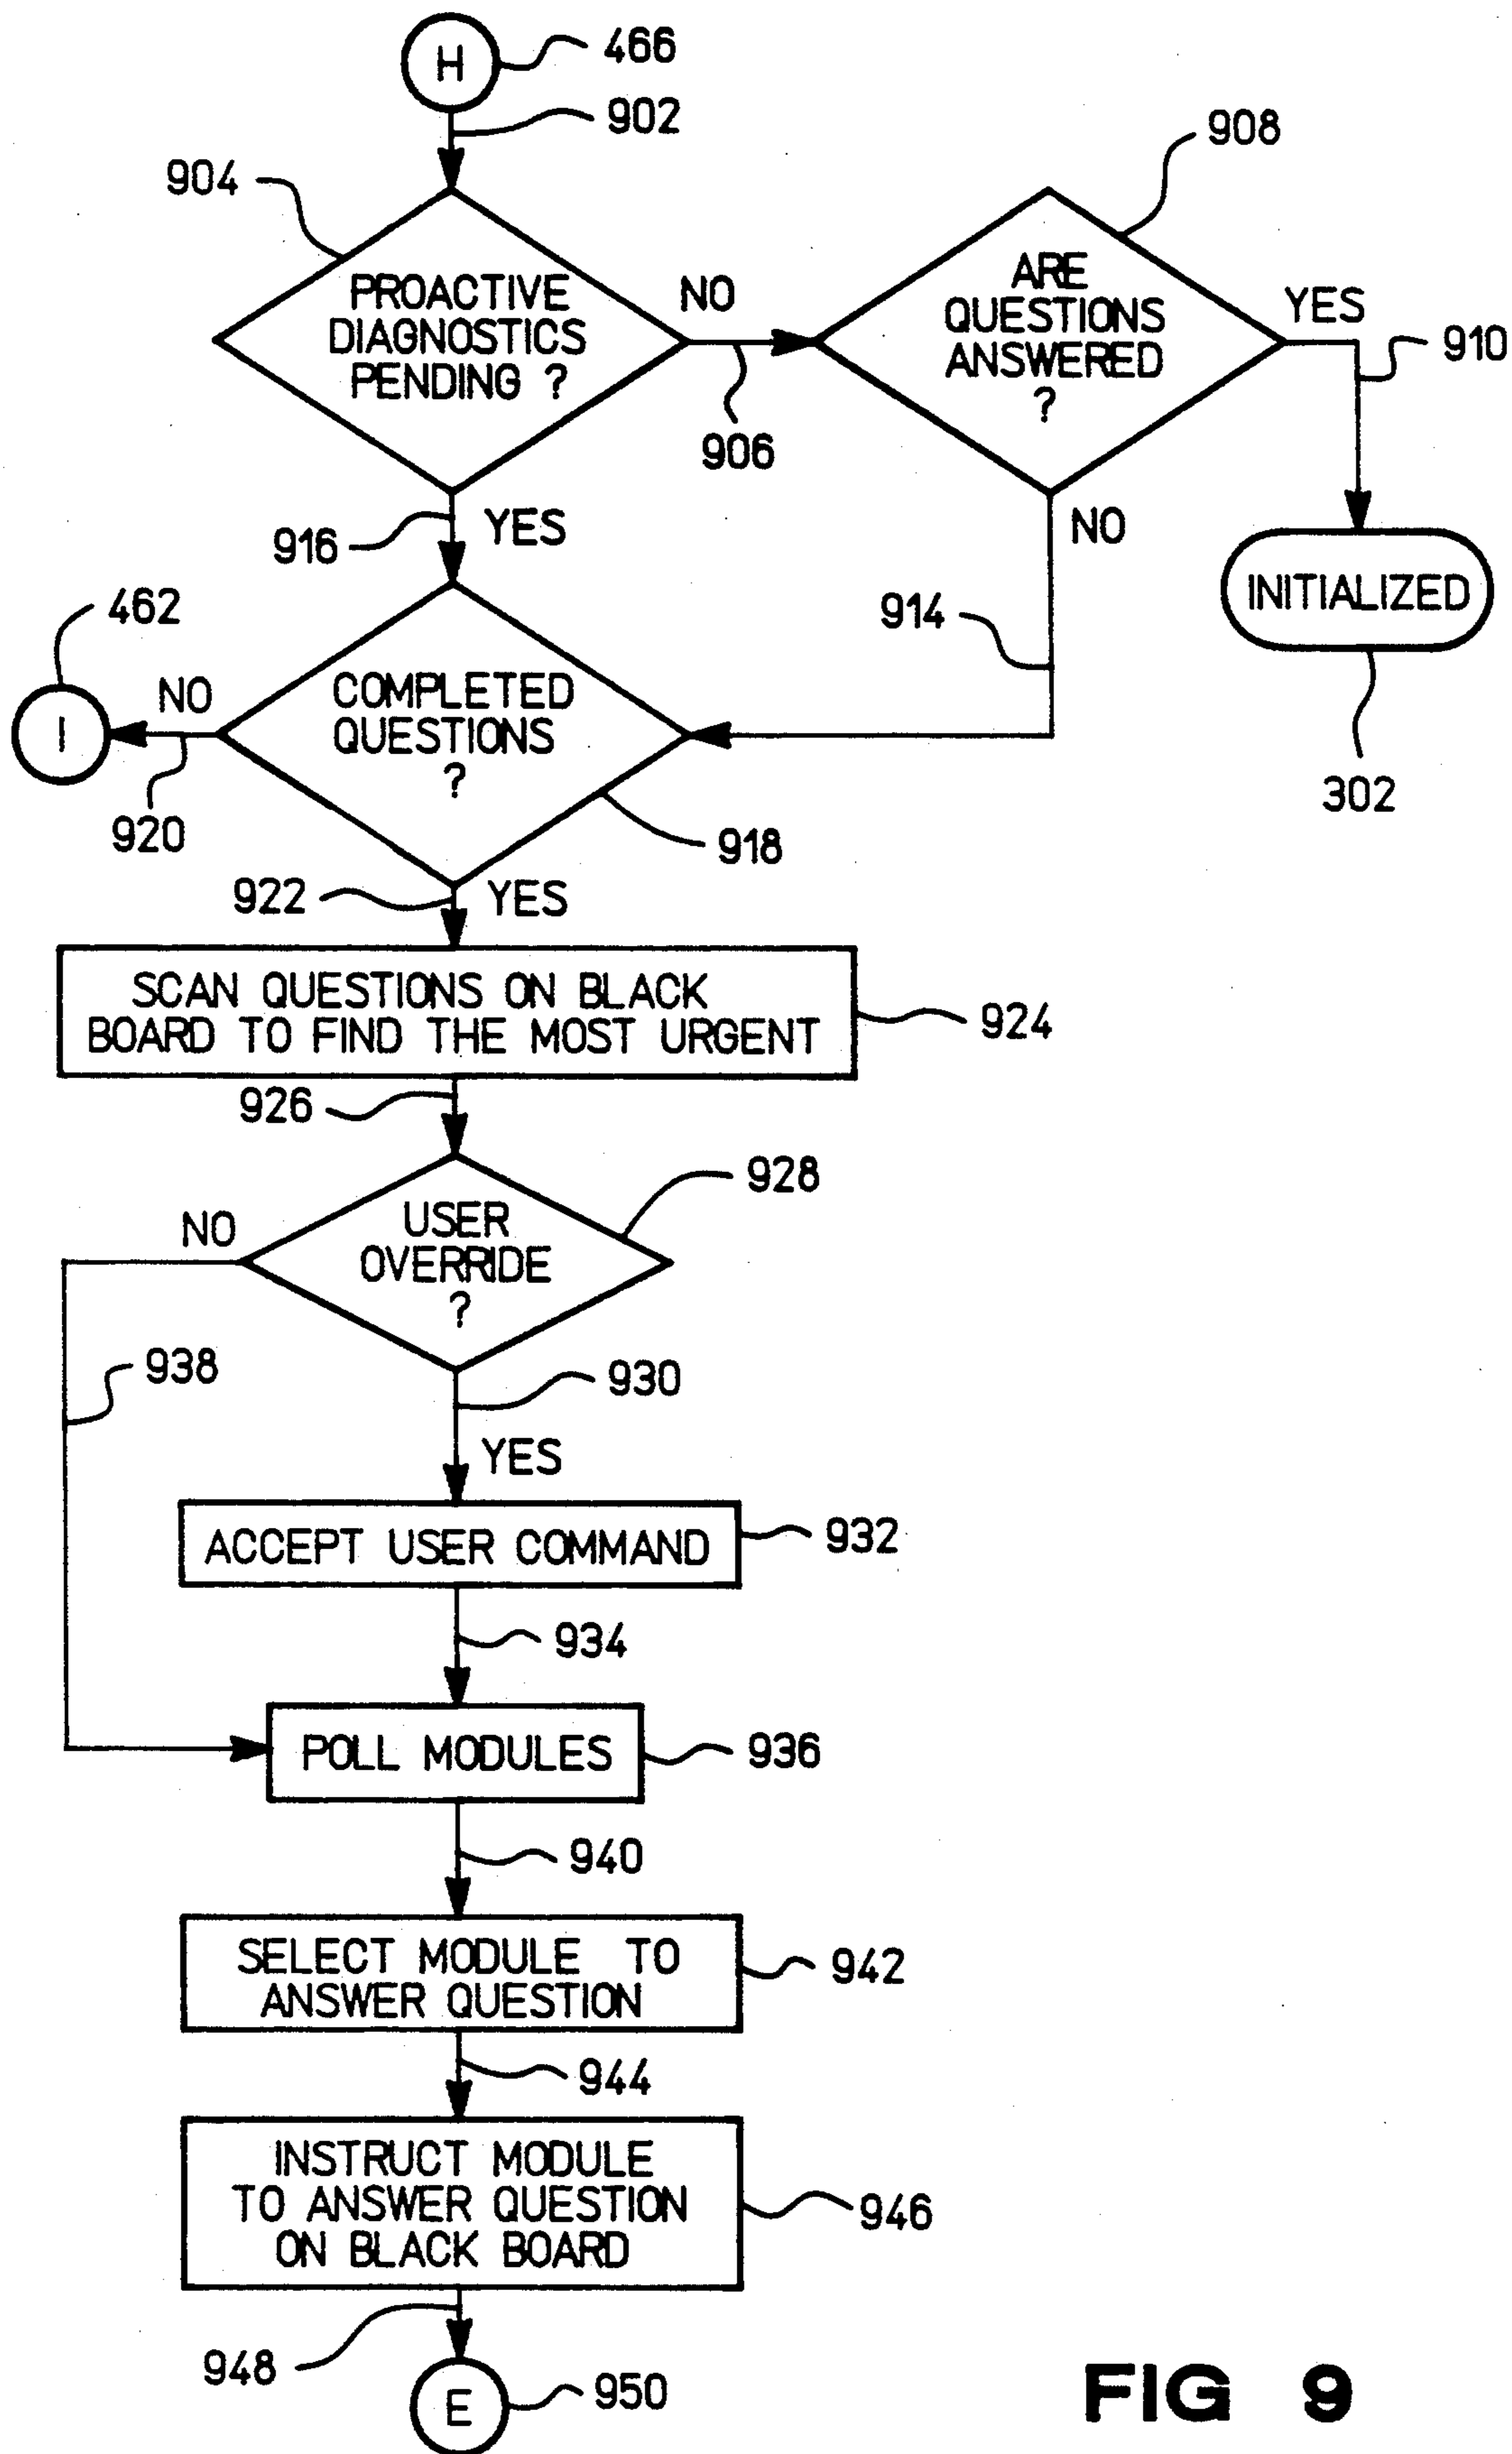 H
466
902
904
908
PROACTIVE
DIAGNOSTICS
PENDING ?
NO
906
ARE
QUESTIONS
ANSWERED
?
YES
910
916
YES
NO
914
INITIALIZED
302
462
I
NO
920
COMPLETED
QUESTIONS
?
918
922
YES
SCAN QUESTIONS ON BLACK
BOARD TO FIND THE MOST URGENT
924
926
928
NO
USER
OVERRIDE
?
938
930
YES
ACCEPT USER COMMAND
932
934
POLL MODULES
936
940
SELECT MODULE TO
ANSWER QUESTION
942
944
INSTRUCT MODULE
TO ANSWER QUESTION
ON BLACK BOARD
946
948
E
950
FIG 9